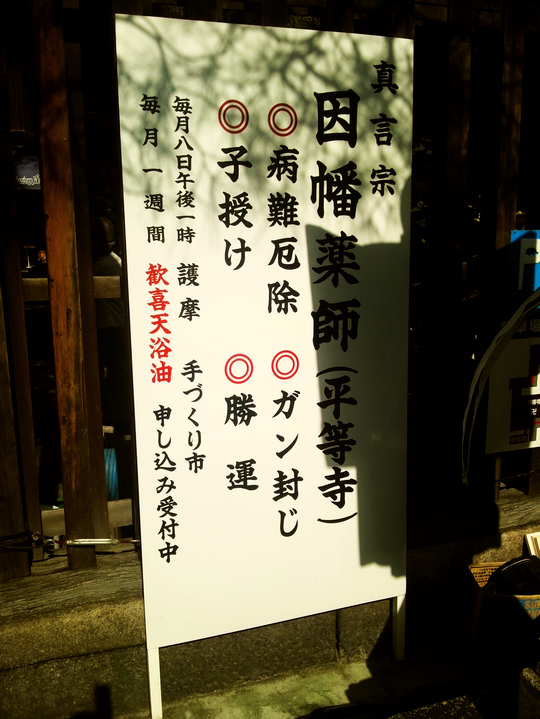 真言宗
因幡薬師(平等寺)
◎病難厄除 ◎ガン封じ
◎子授け ◎勝運
毎月八日午後一時 護摩 手づくり市
毎月一週間 歓喜天浴油 申し込み受付中